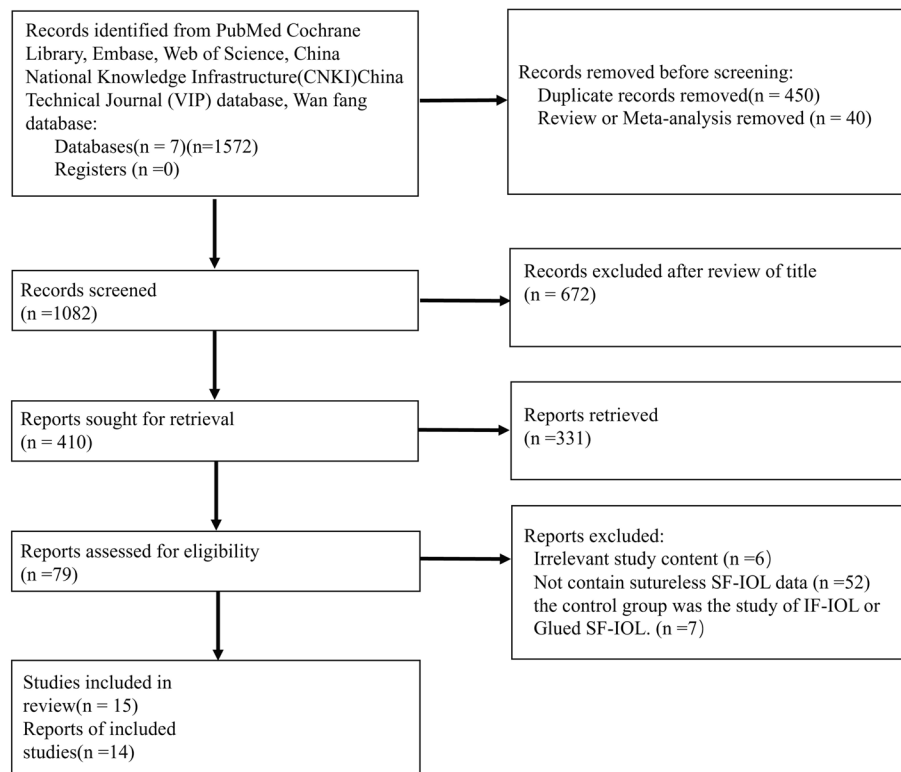 Records identified from PubMed Cochrane
Library, Embase, Web of Science, China
National Knowledge Infrastructure(CNKI)China
Technical Journal (VIP) database, Wan fang
database:
Databases(n = 7)(n=1572)
Registers (n =0)
Records removed before screening:
Duplicate records removed(n = 450)
Review or Meta-analysis removed (n = 40)
Records screened
(n =1082)
Records excluded after review of title
(n = 672)
Reports sought for retrieval
(n = 410)
Reports retrieved
(n =331)
Reports assessed for eligibility
(n =79)
Reports excluded:
Irrelevant study content (n =6)
Not contain sutureless SF-IOL data (n =52)
the control group was the study of IF-IOL or
Glued SF-IOL. (n =7)
Studies included in
review(n = 15)
Reports of included
studies(n =14)